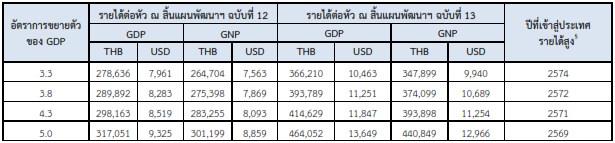 อัตราการขยายตัว ของ GDP รายได้ต่อหัว ณ สิ้นแผนพัฒนาฯ ฉบับที่ 12 รายได้ต่อหัว ณ สิ้นแผนพัฒนาฯ ฉบับที่ 13 ปีที่เข้าสู่ประเทศ รายได้สูง⁵
GDP GNP GDP GNP
THB USD THB USD THB USD THB USD
3.3 278,636 7,961 264,704 7,563 366,210 10,463 347,899 9,940 2574
3.8 289,892 8,283 275,398 7,869 393,789 11,251 374,099 10,689 2572
4.3 298,163 8,519 283,255 8,093 414,629 11,847 393,898 11,254 2571
5.0 317,051 9,325 301,199 8,859 464,052 13,649 440,849 12,966 2569